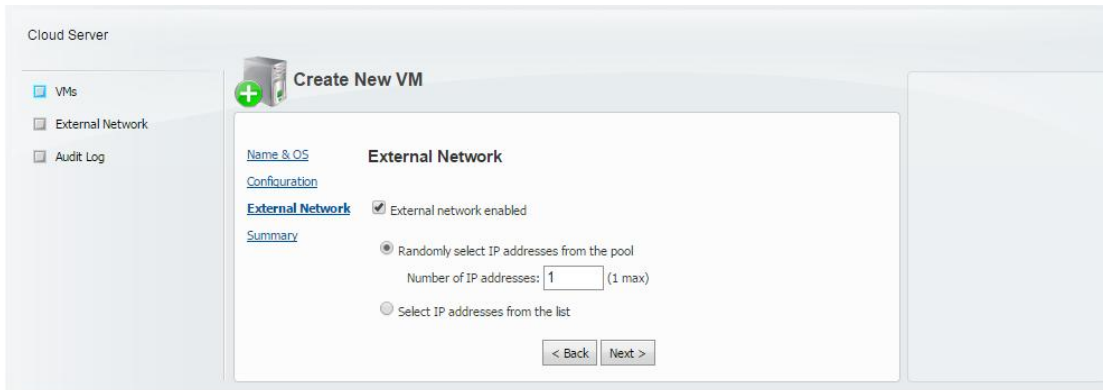 Cloud Server
VMs
External Network
Audit Log
Create New VM
Name & OS
Configuration
External Network
Summary
External Network
External network enabled
Randomly select IP addresses from the pool
Number of IP addresses: 1 (1 max)
Select IP addresses from the list
< Back Next >